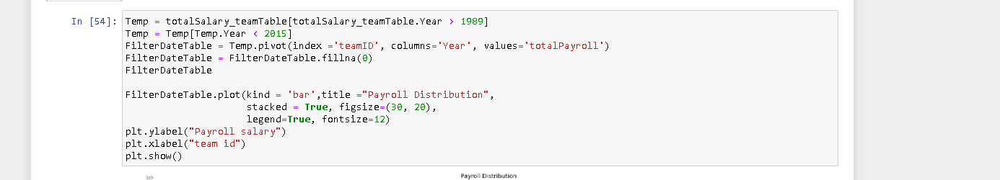 In [54]: Temp = totalSalary_teamTable[totalSalary_teamTable.Year > 1989]
Temp = Temp[Temp.Year < 2015]
FilterDateTable = Temp.pivot(index ='teamID', columns='Year', values='totalPayroll')
FilterDateTable = FilterDateTable.fillna(0)
FilterDateTable
FilterDateTable.plot(kind = 'bar',title ="Payroll Distribution",
stacked = True, figsize=(30, 20),
legend=True, fontsize=12)
plt.ylabel("Payroll salary")
plt.xlabel("team id")
plt.show()
1e9 Payroll Distribution